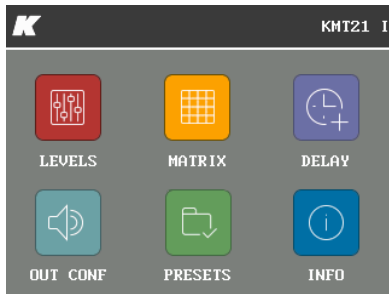 K KMT21 I
LEVELS MATRIX DELAY
OUT CONF PRESETS INFO